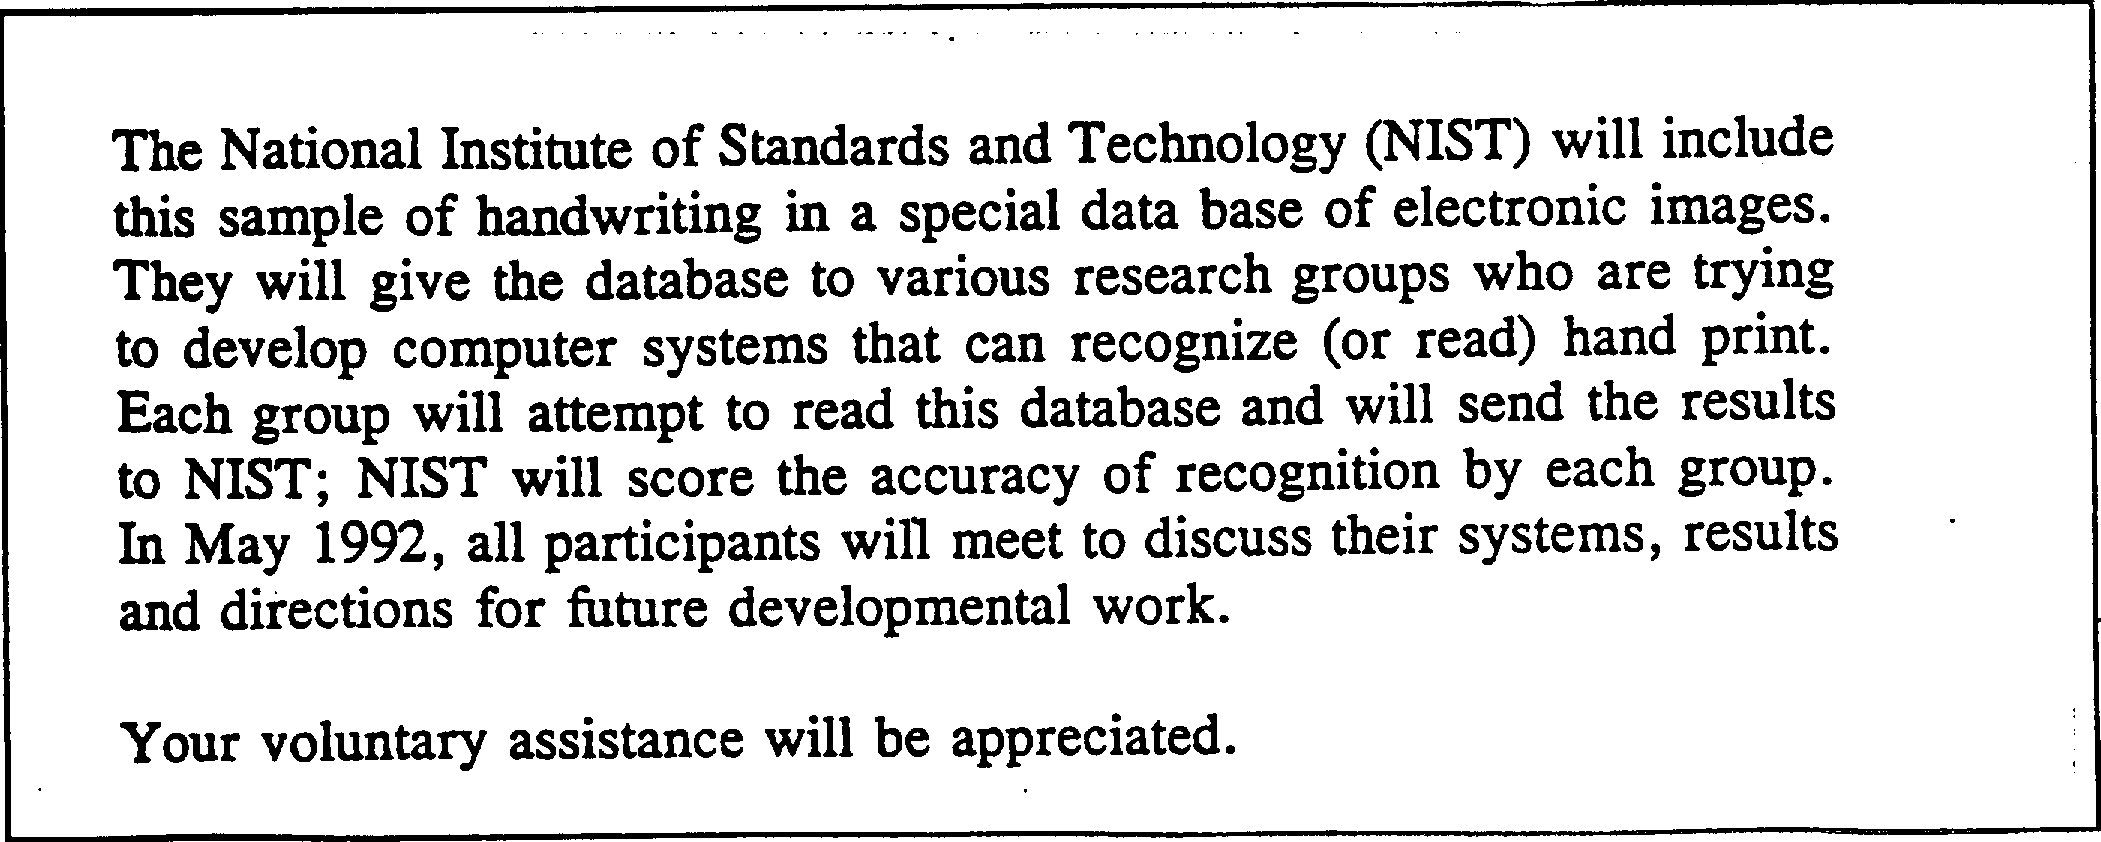 The National Institute of Standards and Technology (NIST) will include
this sample of handwriting in a special data base of electronic images.
They will give the database to various research groups who are trying
to develop computer systems that can recognize (or read) hand print.
Each group will attempt to read this database and will send the results
to NIST; NIST will score the accuracy of recognition by each group.
In May 1992, all participants will meet to discuss their systems, results
and directions for future developmental work.
Your voluntary assistance will be appreciated.